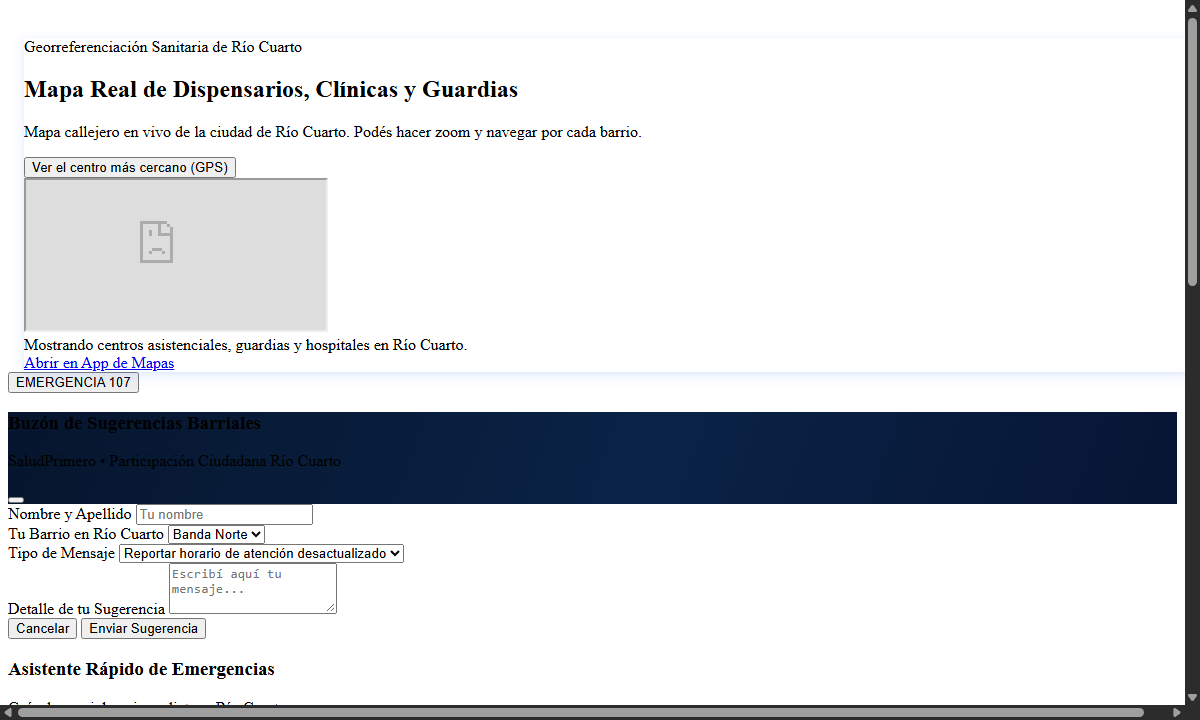 Georreferenciación Sanitaria de Río Cuarto
Mapa Real de Dispensarios, Clínicas y Guardias
Mapa callejero en vivo de la ciudad de Río Cuarto. Podés hacer zoom y navegar por cada barrio.
Ver el centro más cercano (GPS)
Mostrando centros asistenciales, guardias y hospitales en Río Cuarto.
Abrir en App de Mapas
EMERGENCIA 107
Buzón de Sugerencias Barriales
SaludPrimero • Participación Ciudadana Río Cuarto
Nombre y Apellido Tu nombre
Tu Barrio en Río Cuarto Banda Norte
Tipo de Mensaje Reportar horario de atención desactualizado
Escribí aquí tu
mensaje...
Detalle de tu Sugerencia
Cancelar Enviar Sugerencia
Asistente Rápido de Emergencias